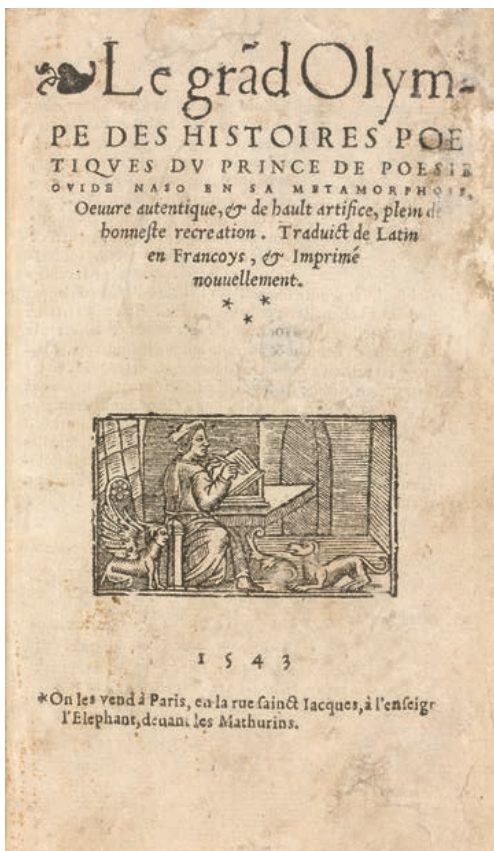 ❧Le grãd Olym-
PE DES HISTOIRES POE
TIQVES DV PRINCE DE POESIE
OVIDE NASO EN SA METAMORPHOSE,
Oeuure autentique, & de hault artifice, plein de
honneste recreation. Traduict de Latin
en Francoys, & Imprimé
nouuellement.
* *
*
1543
*On les vend à Paris, en la rue sainct Iacques, à l'enseigr
l'Elephant, deuant les Mathurins.